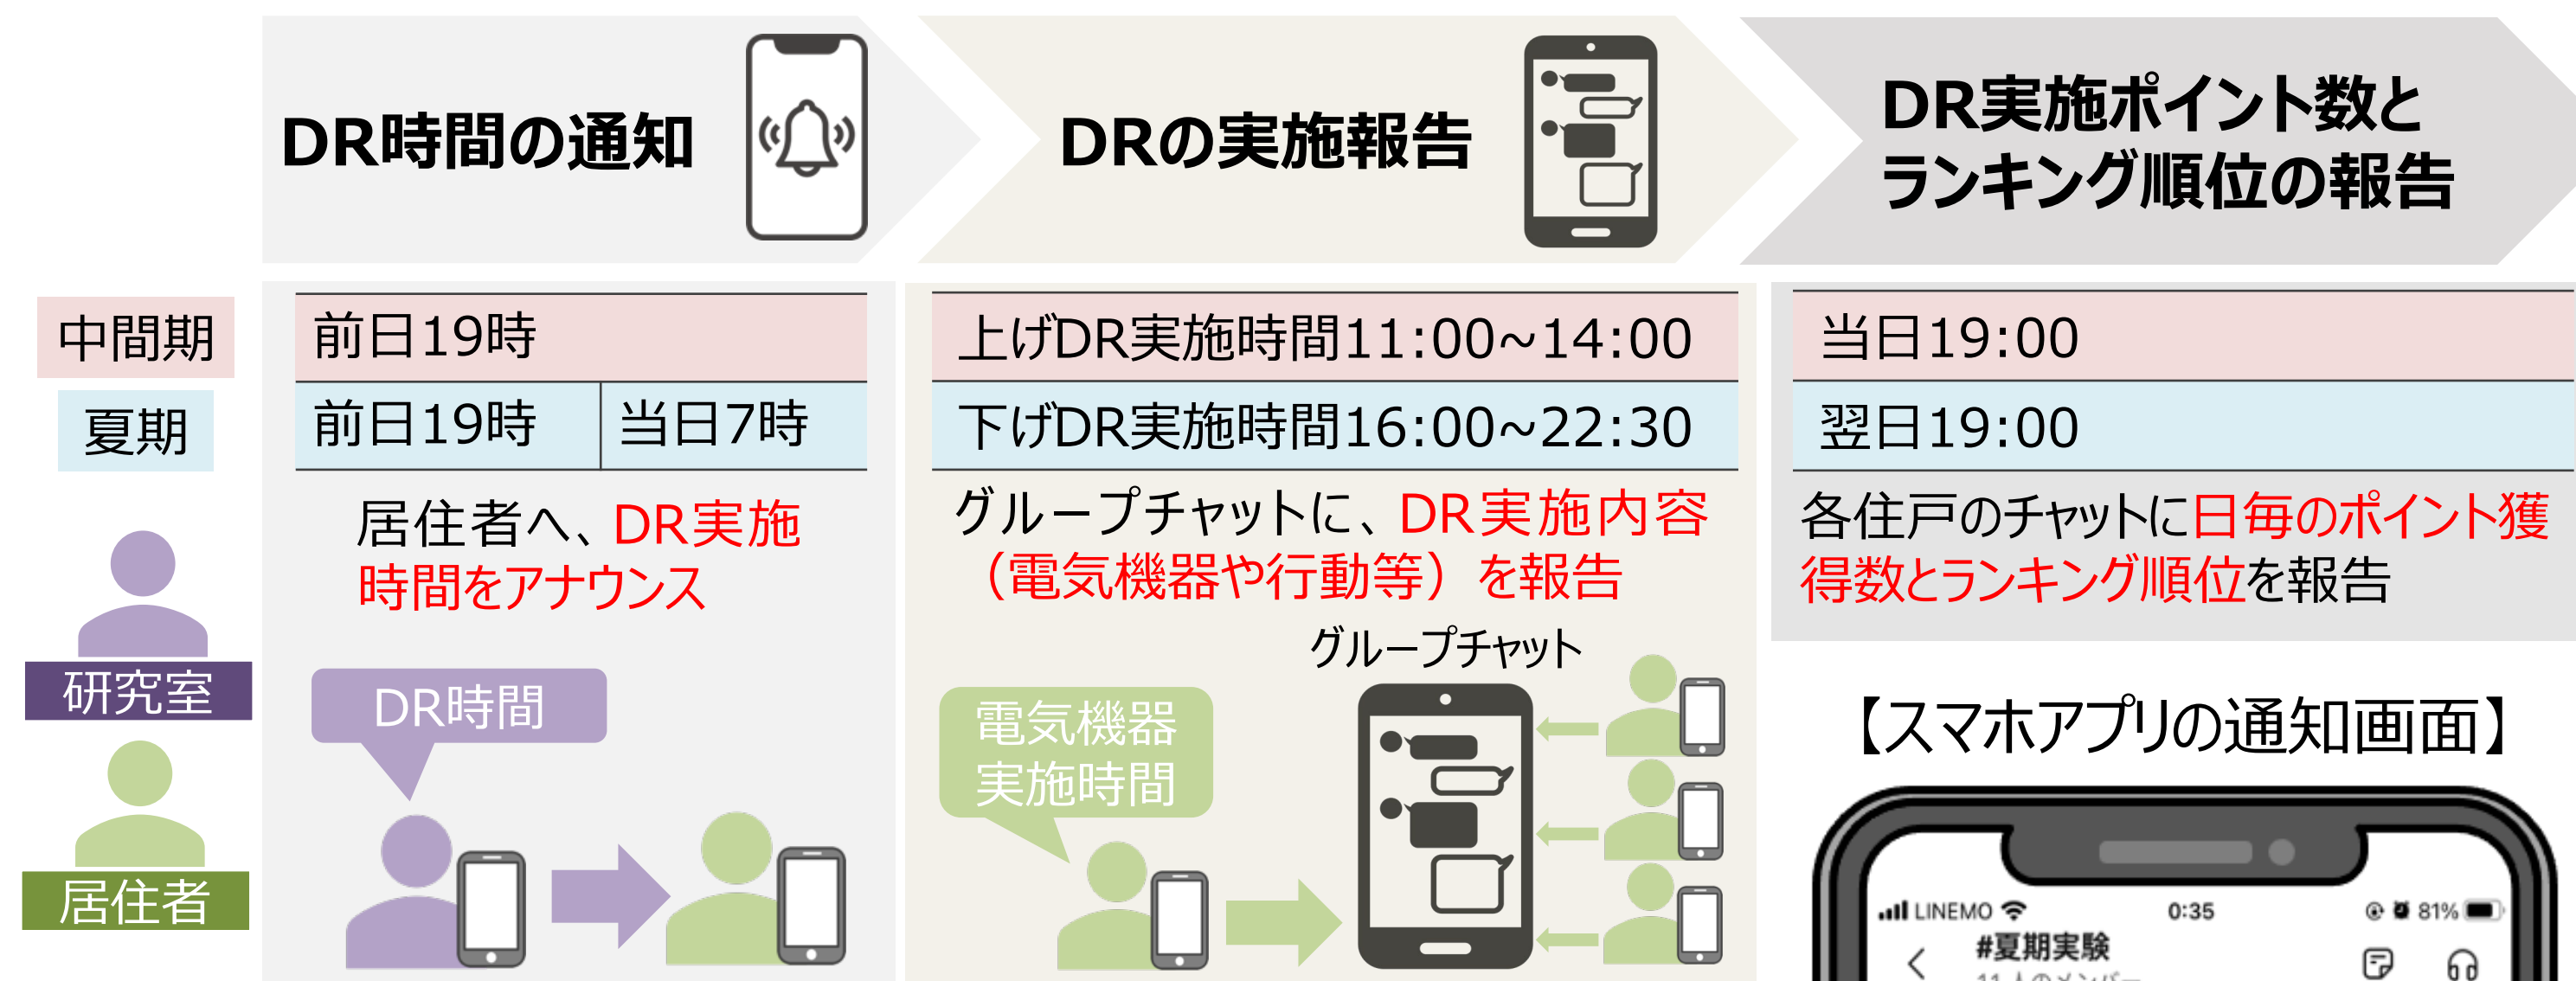 DR時間の通知
DRの実施報告
DR実施ポイント数と
ランキング順位の報告
中間期
前日19時
上げDR実施時間11:00~14:00
当日19:00
夏期
前日19時
当日7時
下げDR実施時間16:00~22:30
翌日19:00
居住者へ、DR実施
時間をアナウンス
グループチャットに、DR実施内容
（電気機器や行動等）を報告
各住戸のチャットに日毎のポイント獲
得数とランキング順位を報告
研究室
居住者
DR時間
グループチャット
電気機器
実施時間
【スマホアプリの通知画面】
LINEMO
0:35
81%
#夏期実験
11 人のメンバー